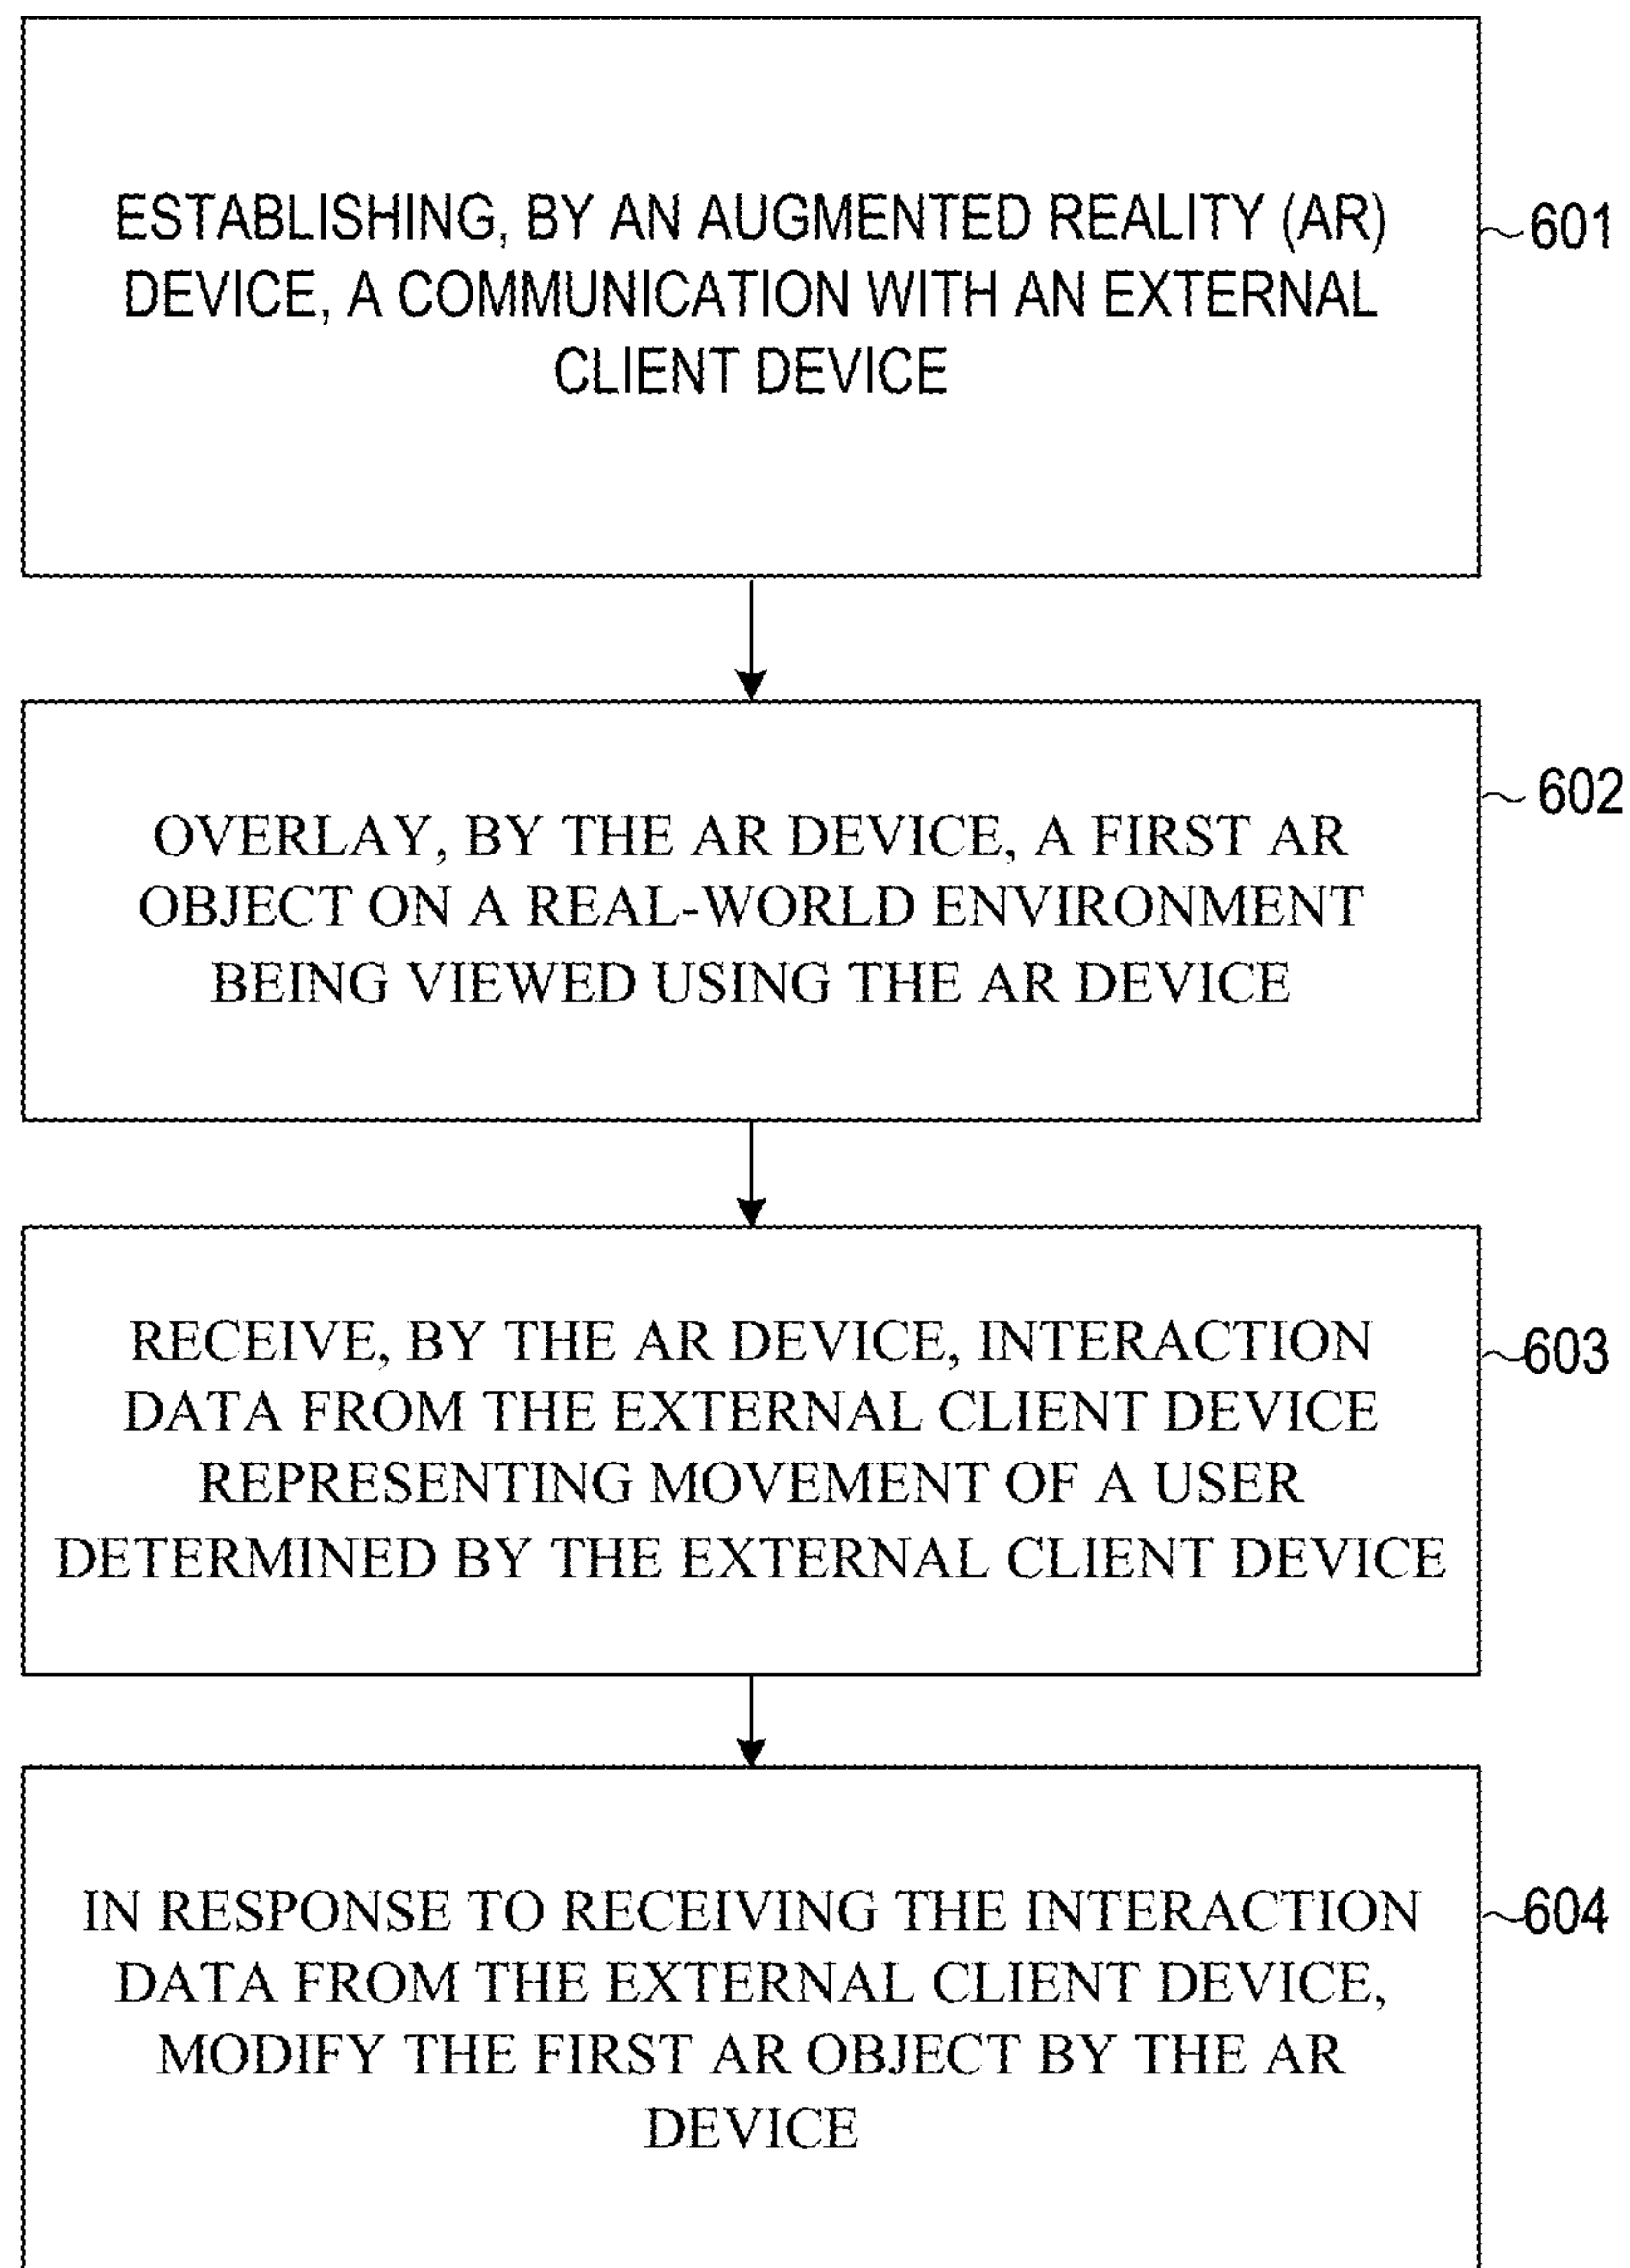 ESTABLISHING, BY AN AUGMENTED REALITY (AR)
DEVICE, A COMMUNICATION WITH AN EXTERNAL
CLIENT DEVICE
601
OVERLAY, BY THE AR DEVICE, A FIRST AR
OBJECT ON A REAL-WORLD ENVIRONMENT
BEING VIEWED USING THE AR DEVICE
602
RECEIVE, BY THE AR DEVICE, INTERACTION
DATA FROM THE EXTERNAL CLIENT DEVICE
REPRESENTING MOVEMENT OF A USER
DETERMINED BY THE EXTERNAL CLIENT DEVICE
603
IN RESPONSE TO RECEIVING THE INTERACTION
DATA FROM THE EXTERNAL CLIENT DEVICE,
MODIFY THE FIRST AR OBJECT BY THE AR
DEVICE
604